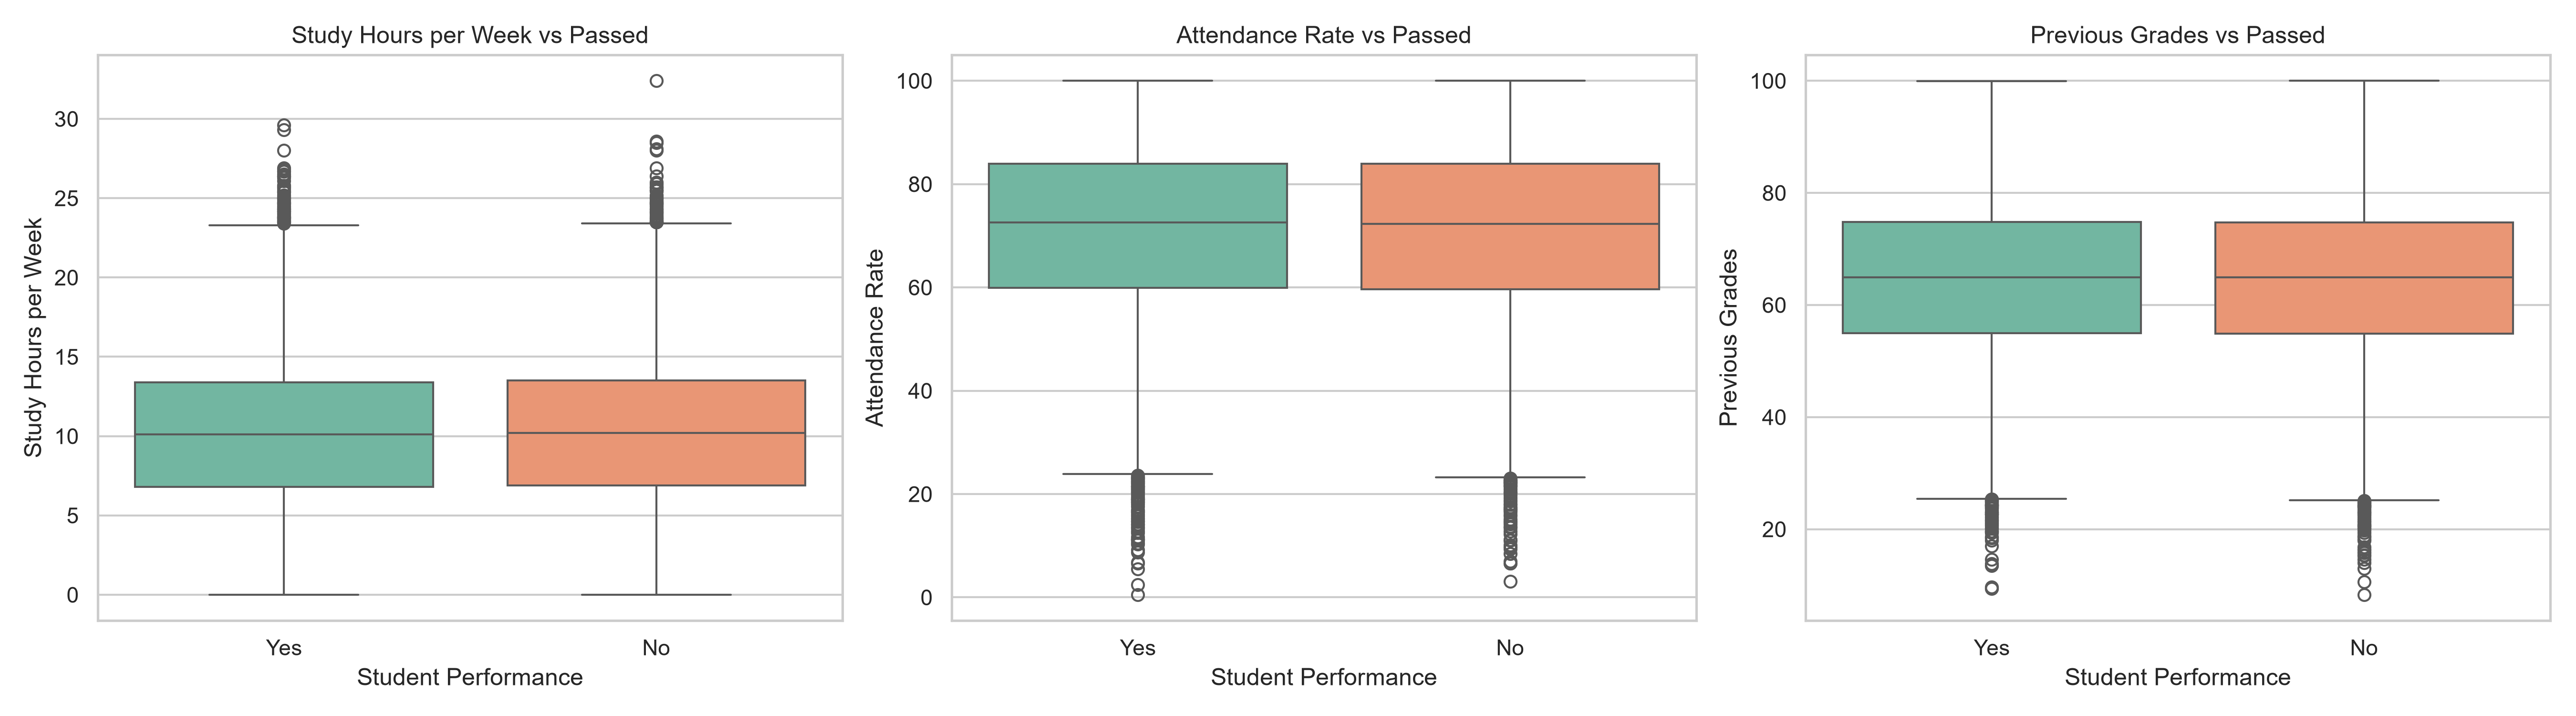 Study Hours per Week vs Passed
Study Hours per Week
30
25
20
15
10
5
0
Yes No
Student Performance
Attendance Rate vs Passed
Attendance Rate
100
80
60
40
20
0
Yes No
Student Performance
Previous Grades vs Passed
Previous Grades
100
80
60
40
20
Yes No
Student Performance